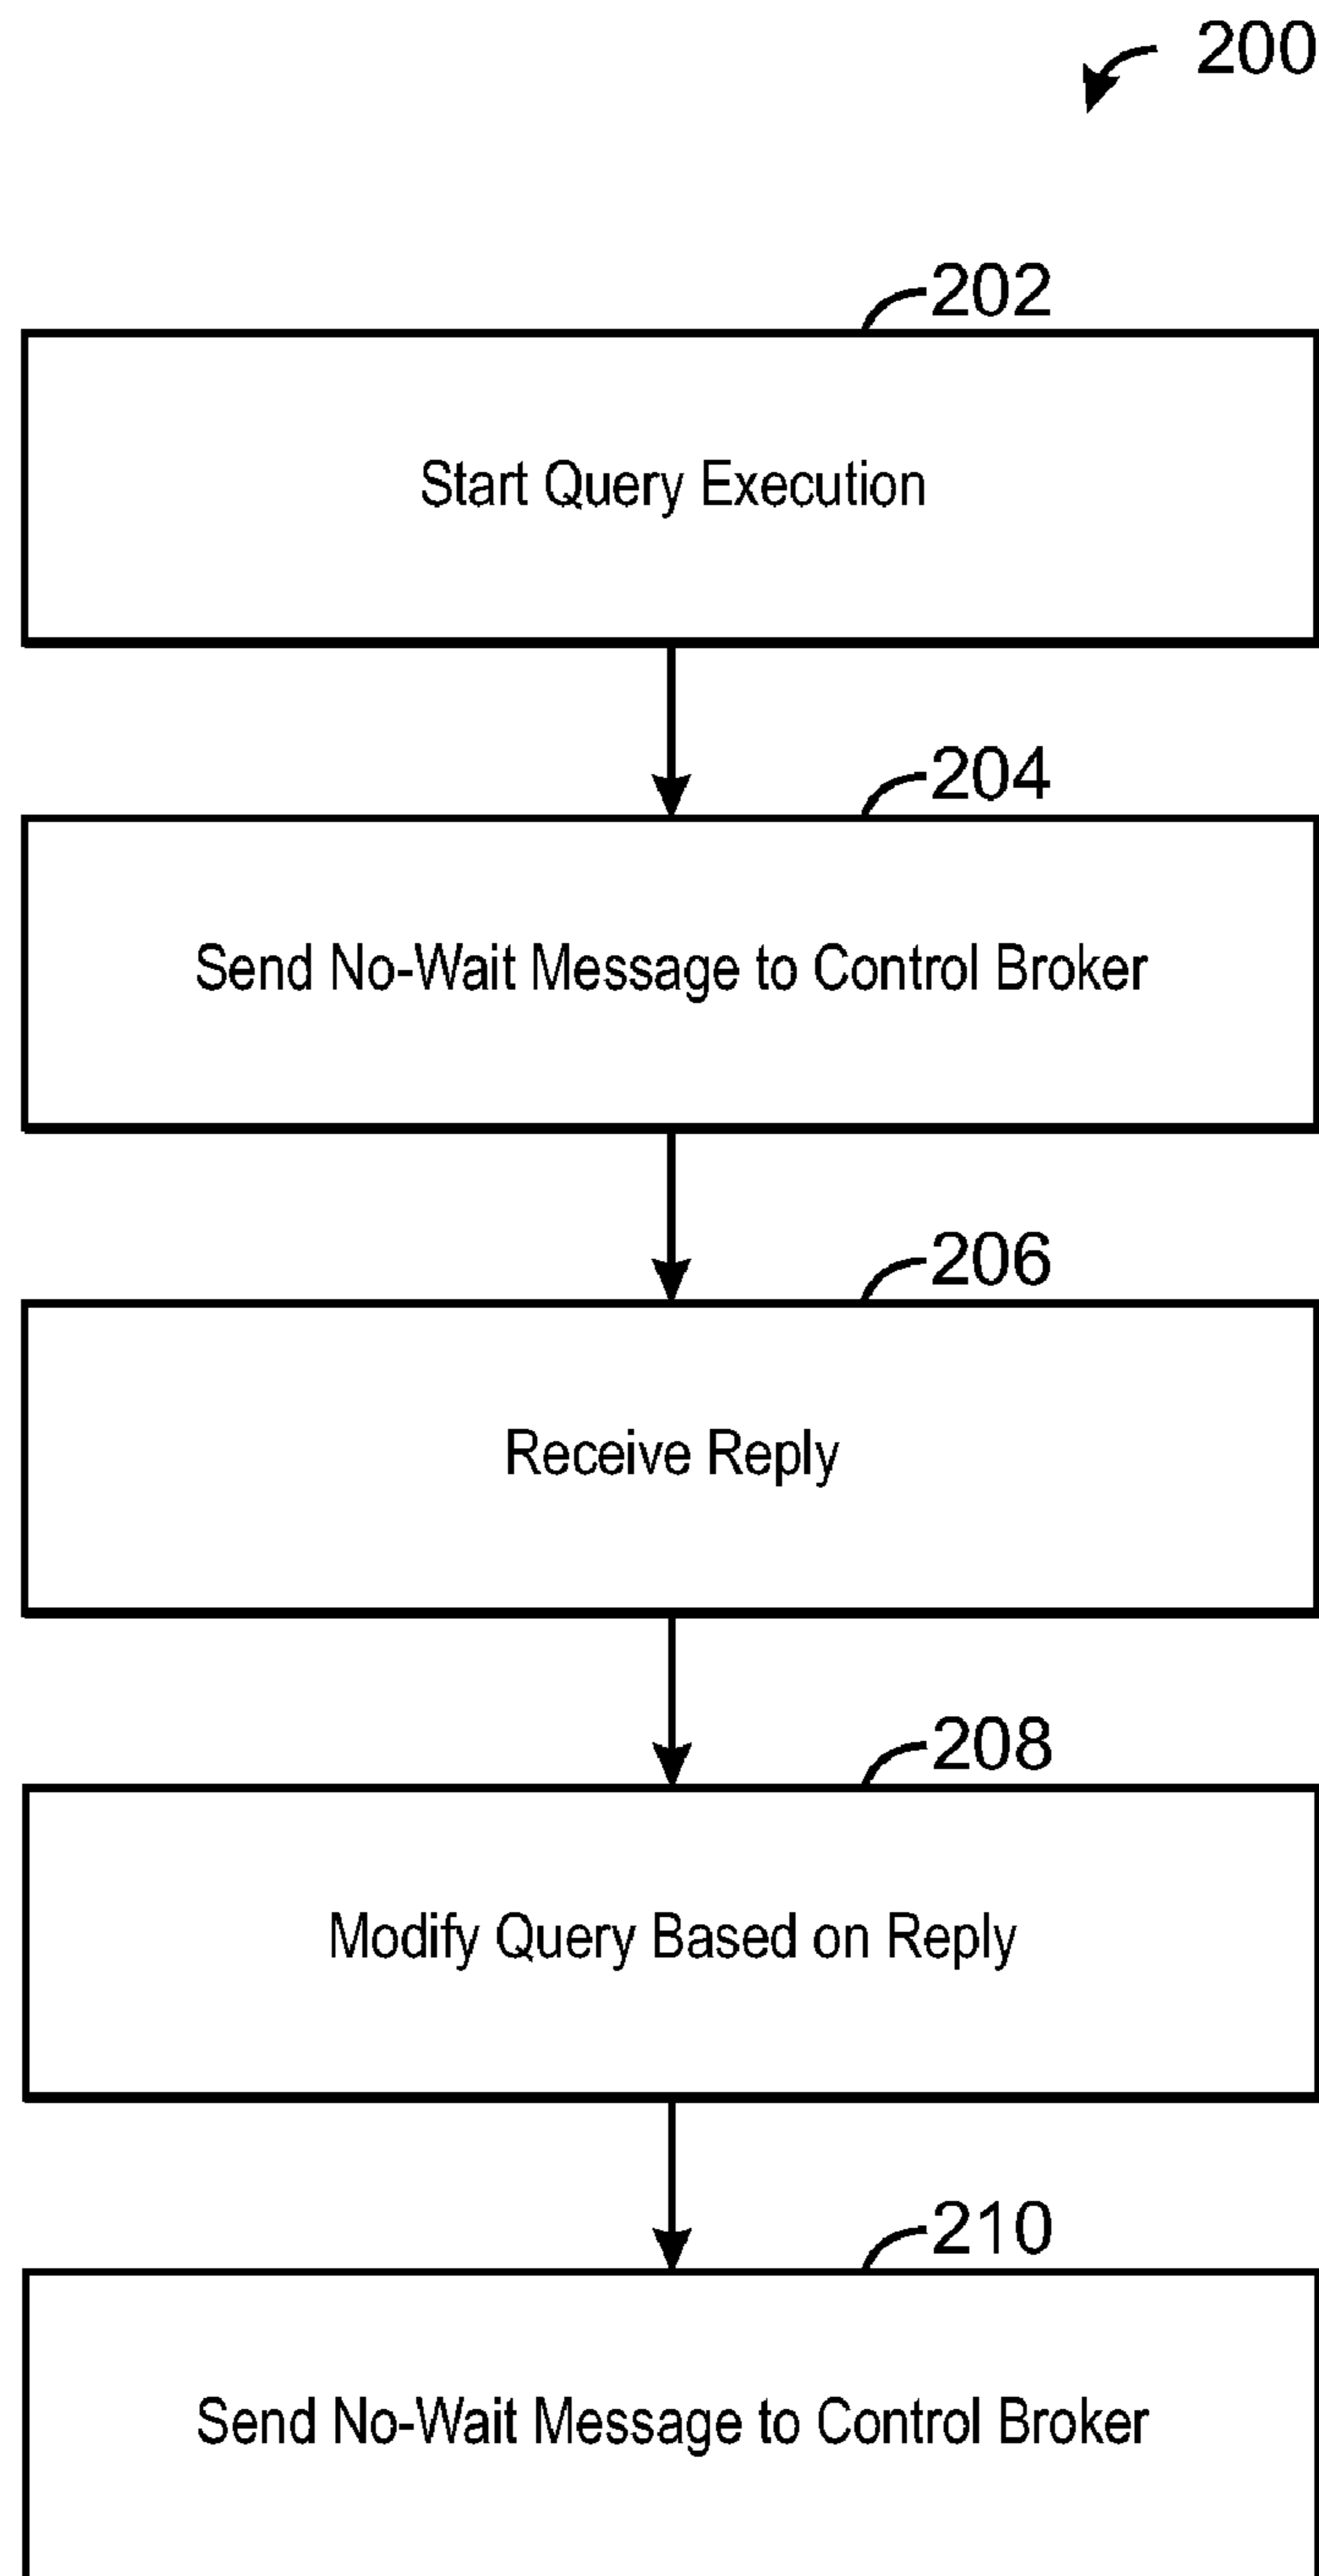 200
202
Start Query Execution
204
Send No-Wait Message to Control Broker
206
Receive Reply
208
Modify Query Based on Reply
210
Send No-Wait Message to Control Broker